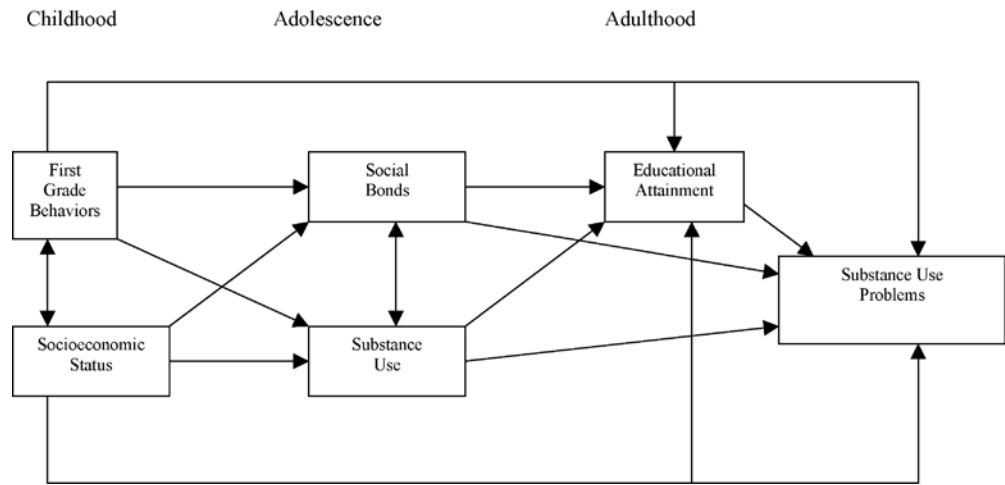 Childhood
Adolescence
Adulthood
First
Grade
Behaviors
Social
Bonds
Educational
Attainment
Substance Use
Problems
Socioeconomic
Status
Substance
Use